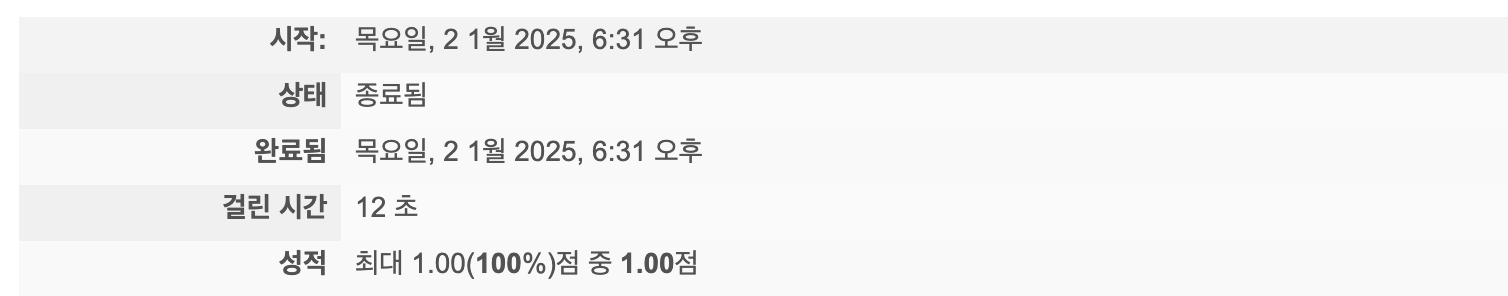 시작: 목요일, 2 1월 2025, 6:31 오후
상태 종료됨
완료됨 목요일, 2 1월 2025, 6:31 오후
걸린 시간 12 초
성적 최대 1.00(100%)점 중 1.00점